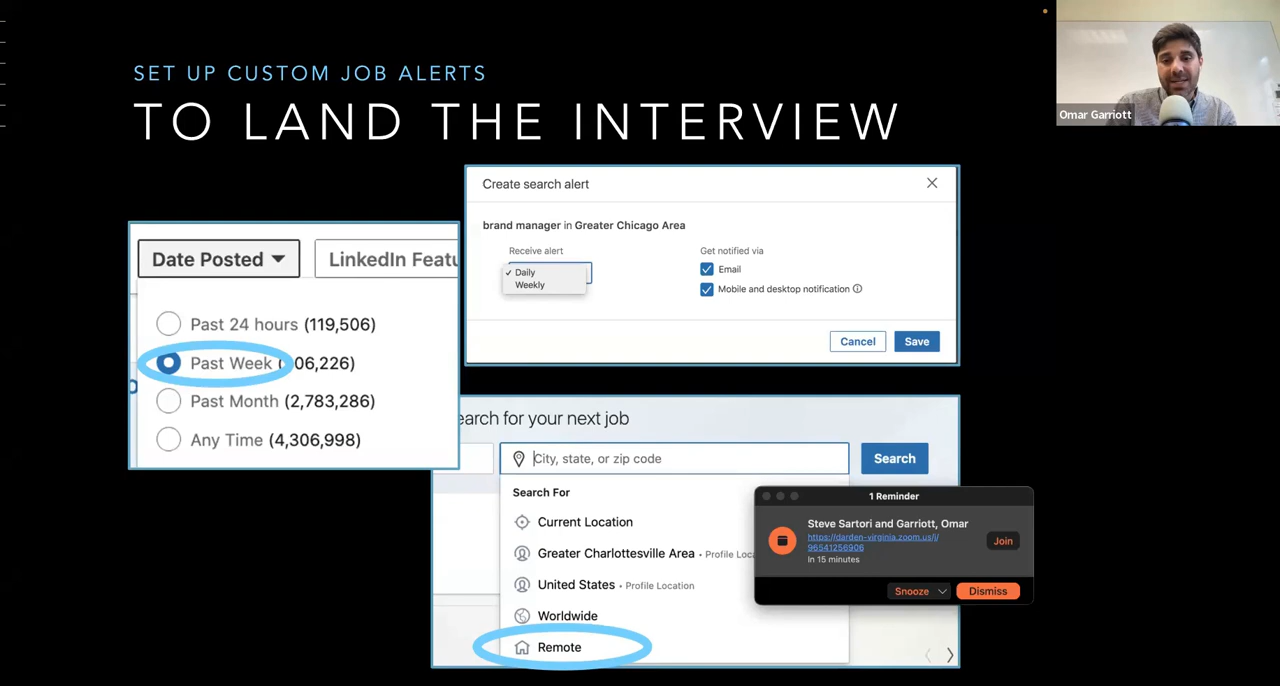 SET UP CUSTOM JOB ALERTS
TO LAND THE INTERVIEW
Omar Garriott
Create search alert
brand manager in Greater Chicago Area
Receive alert
Daily
Weekly
Get notified via
Email
Mobile and desktop notification
Cancel
Save
Date Posted
LinkedIn Featu
Past 24 hours (119,506)
Past Week 06,226)
Past Month (2,783,286)
Any Time (4,306,998)
earch for your next job
City, state, or zip code
Search
Search For
Current Location
Greater Charlottesville Area • Profile Loca
United States • Profile Location
Worldwide
Remote
1 Reminder
Steve Sartori and Garriott, Omar
https://darden-virginia.zoom.us/j/
96541256906
In 15 minutes
Join
Snooze
Dismiss